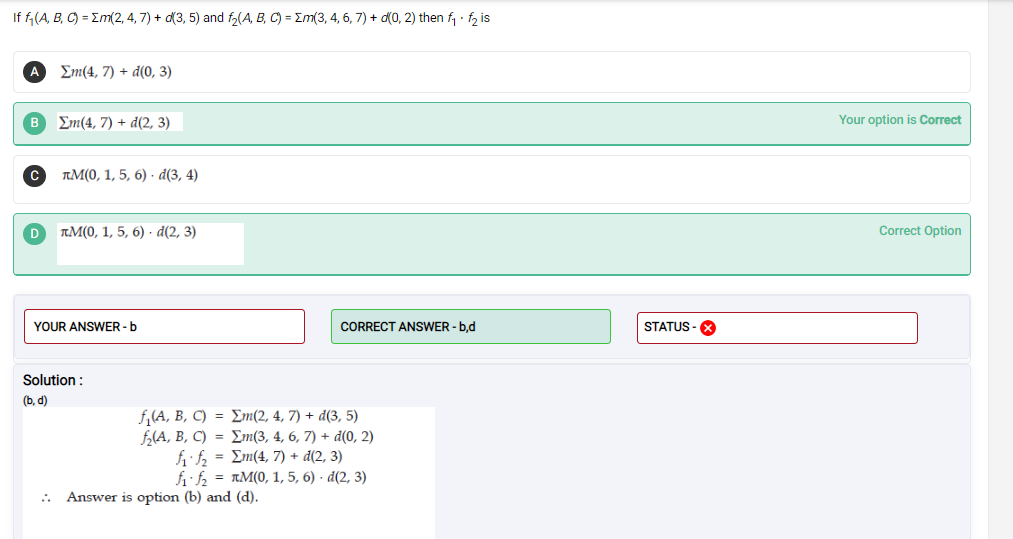 If f₁(A, B, C) = Σm(2, 4, 7) + d(3, 5) and f₂(A, B, C) = Σm(3, 4, 6, 7) + d(0, 2) then f₁ · f₂ is
A Σm(4, 7) + d(0, 3)
B Σm(4, 7) + d(2, 3) Your option is Correct
C πM(0, 1, 5, 6) · d(3, 4)
D πM(0, 1, 5, 6) · d(2, 3) Correct Option
YOUR ANSWER - b CORRECT ANSWER - b,d STATUS -
Solution :
(b, d)
f₁(A, B, C) = Σm(2, 4, 7) + d(3, 5)
f₂(A, B, C) = Σm(3, 4, 6, 7) + d(0, 2)
f₁ · f₂ = Σm(4, 7) + d(2, 3)
f₁ · f₂ = πM(0, 1, 5, 6) · d(2, 3)
∴ Answer is option (b) and (d).